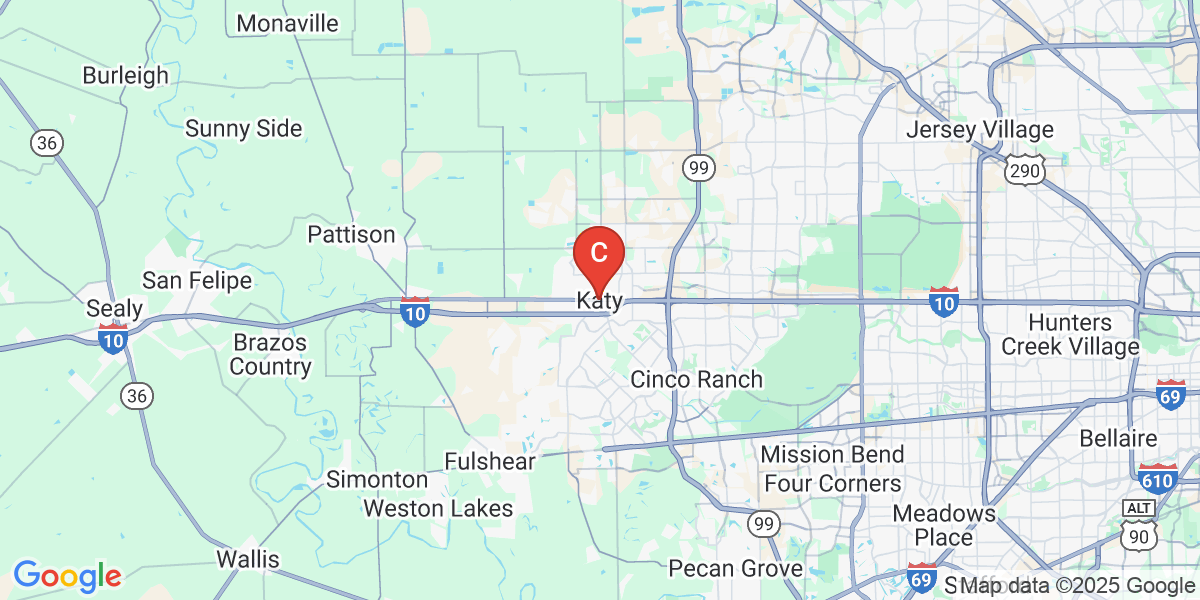 Monaville
Burleigh
Sunny Side
36
Jersey Village
99
290
Pattison
C
San Felipe
Katy
Sealy
10
10
10
Hunters
Creek Village
Brazos
Country
Cinco Ranch
36
69
Bellaire
Mission Bend
Fulshear
Simonton
Four Corners
610
Weston Lakes
ALT
90
Meadows
Place
99
Wallis
Pecan Grove
69
Google
Map data ©2025 Google